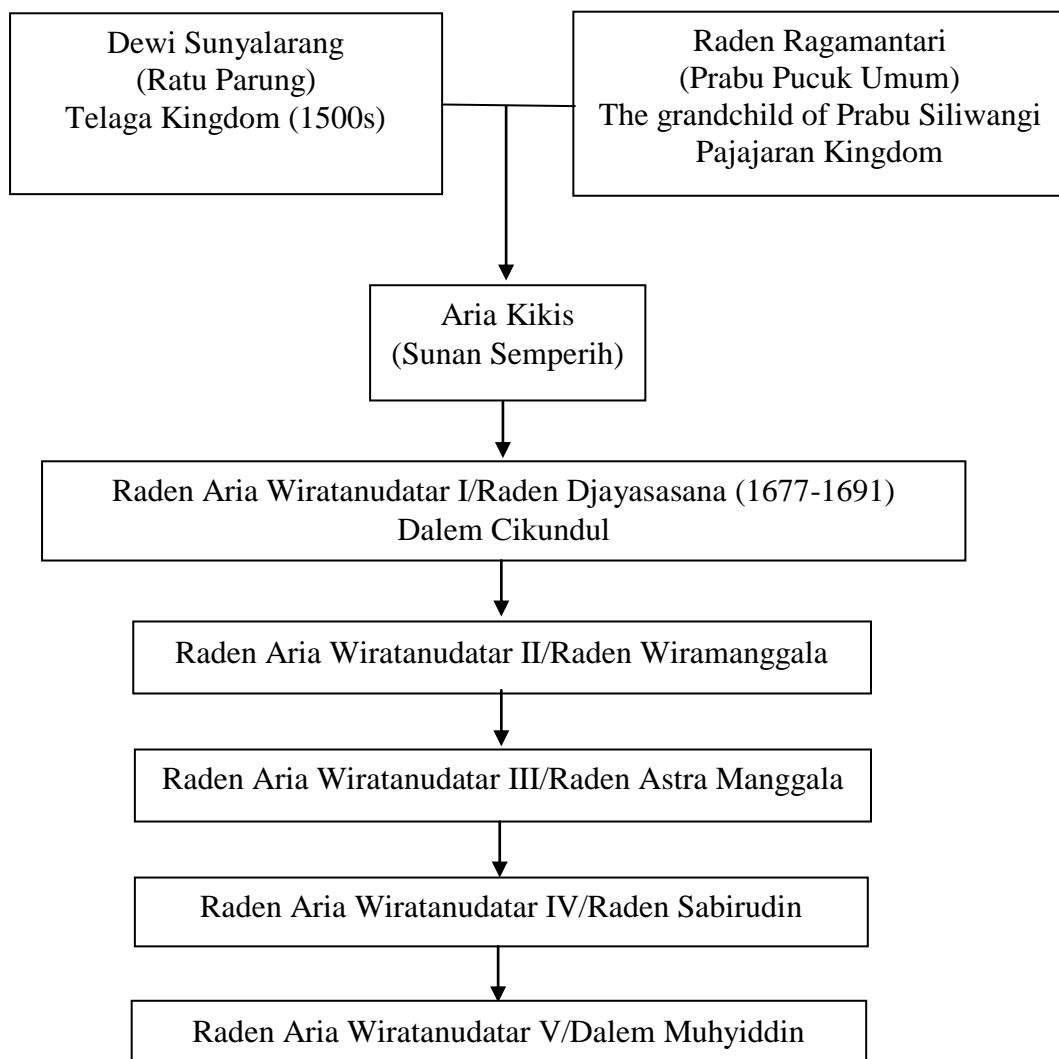 Dewi Sunyalarang
(Ratu Parung)
Telaga Kingdom (1500s)
Raden Ragamantari
(Prabu Pucuk Umum)
The grandchild of Prabu Siliwangi
Pajajaran Kingdom
Aria Kikis
(Sunan Semperih)
Raden Aria Wiratanudatar I/Raden Djayasasana (1677-1691)
Dalem Cikundul
Raden Aria Wiratanudatar II/Raden Wiramanggala
Raden Aria Wiratanudatar III/Raden Astra Manggala
Raden Aria Wiratanudatar IV/Raden Sabirudin
Raden Aria Wiratanudatar V/Dalem Muhyiddin